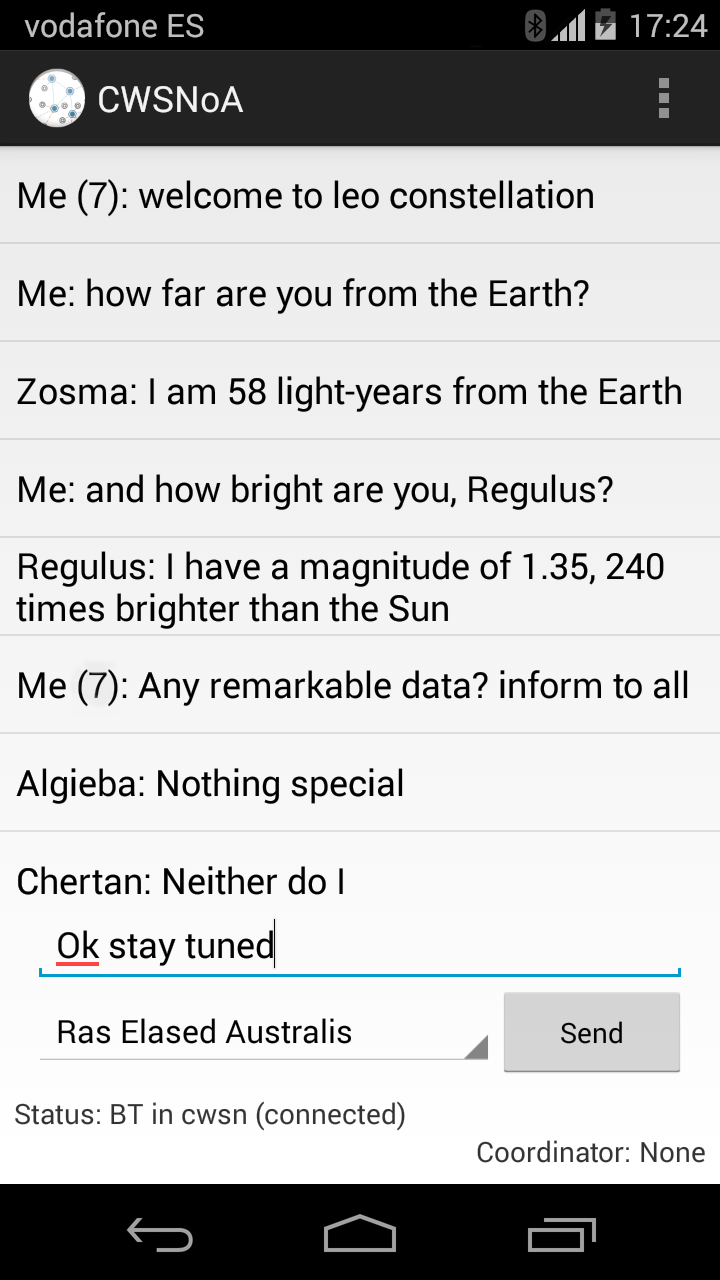 vodafone ES 17:24
CWSNoA
Me (7): welcome to leo constellation
Me: how far are you from the Earth?
Zosma: I am 58 light-years from the Earth
Me: and how bright are you, Regulus?
Regulus: I have a magnitude of 1.35, 240
times brighter than the Sun
Me (7): Any remarkable data? inform to all
Algieba: Nothing special
Chertan: Neither do I
Ok stay tuned
Ras Elased Australis Send
Status: BT in cwsn (connected)
Coordinator: None